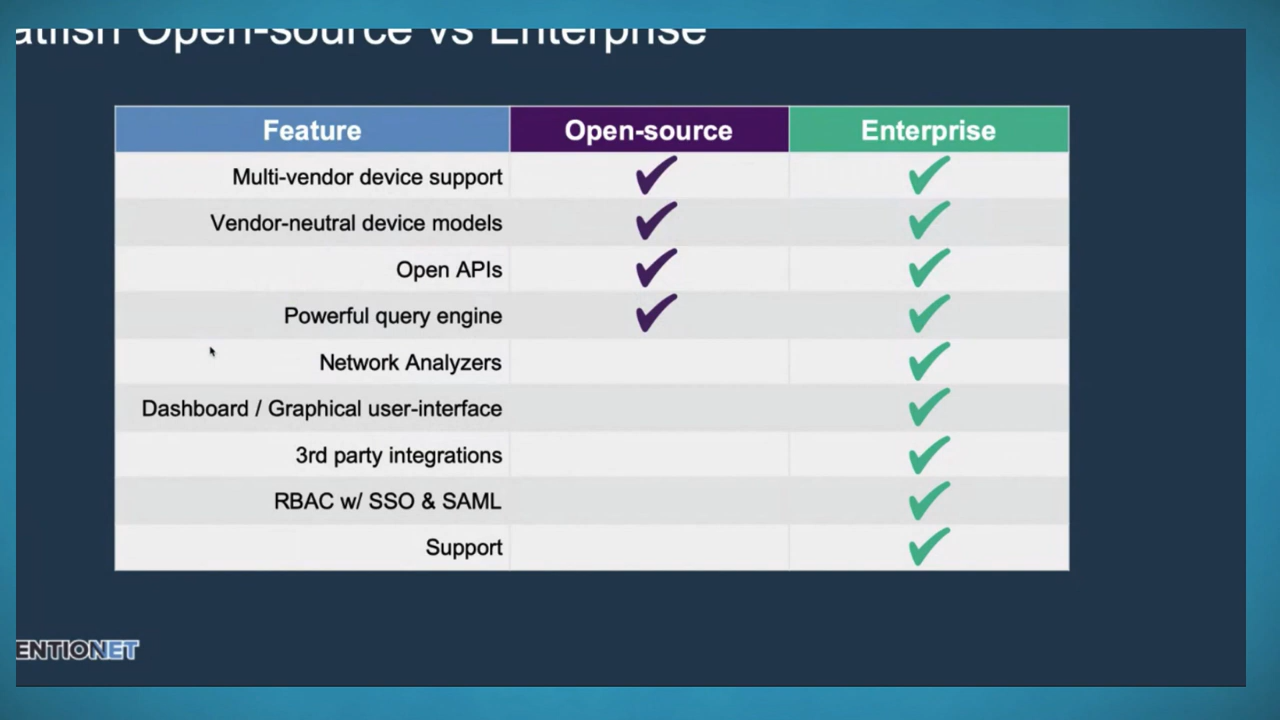 atfish Open-source vs Enterprise
Feature Open-source Enterprise
Multi-vendor device support
Vendor-neutral device models
Open APIs
Powerful query engine
Network Analyzers
Dashboard / Graphical user-interface
3rd party integrations
RBAC w/ SSO & SAML
Support
ENTIONET